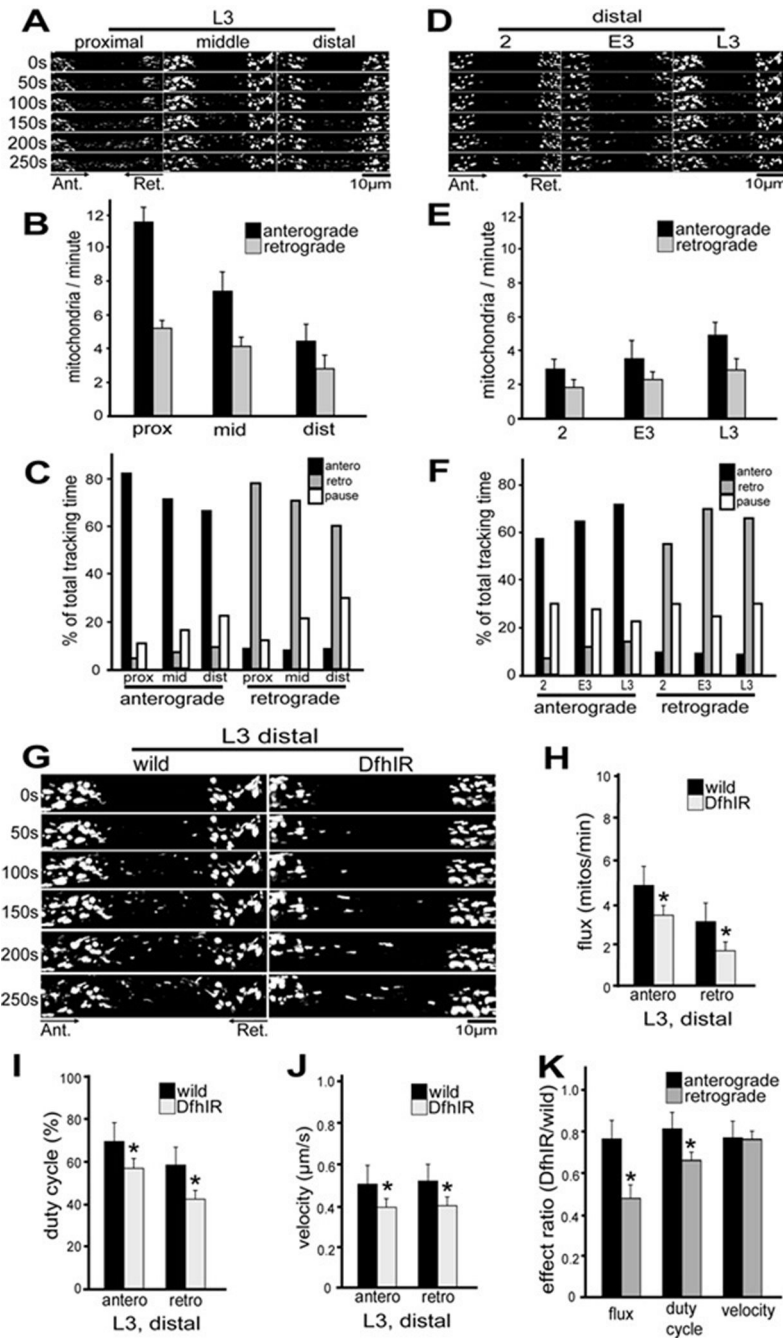 A
L3
proximal middle distal
0s
50s
100s
150s
200s
250s
Ant. Ret. 10µm
D
distal
2 E3 L3
Ant. Ret. 10µm
B
mitochondria / minute
12
10
8
6
4
2
0
anterograde
retrograde
prox mid dist
E
mitochondria / minute
12
10
8
6
4
2
0
anterograde
retrograde
2 E3 L3
C
% of total tracking time
80
60
40
20
0
antero
retro
pause
prox mid dist prox mid dist
anterograde retrograde
F
% of total tracking time
80
60
40
20
0
antero
retro
pause
2 E3 L3 2 E3 L3
anterograde retrograde
G
L3 distal
wild DfhIR
0s
50s
100s
150s
200s
250s
Ant. Ret. 10µm
H
flux (mitos/min)
10
8
6
4
2
0
wild
DfhIR
* *
antero retro
L3, distal
I
duty cycle (%)
100
80
60
40
20
0
wild
DfhIR
* *
antero retro
L3, distal
J
velocity (µm/s)
1.0
0.8
0.6
0.4
0.2
0
wild
DfhIR
* *
antero retro
L3, distal
K
effect ratio (DfhIR/wild)
1.0
0.8
0.6
0.4
0.2
0
anterograde
retrograde
* *
flux duty velocity
cycle